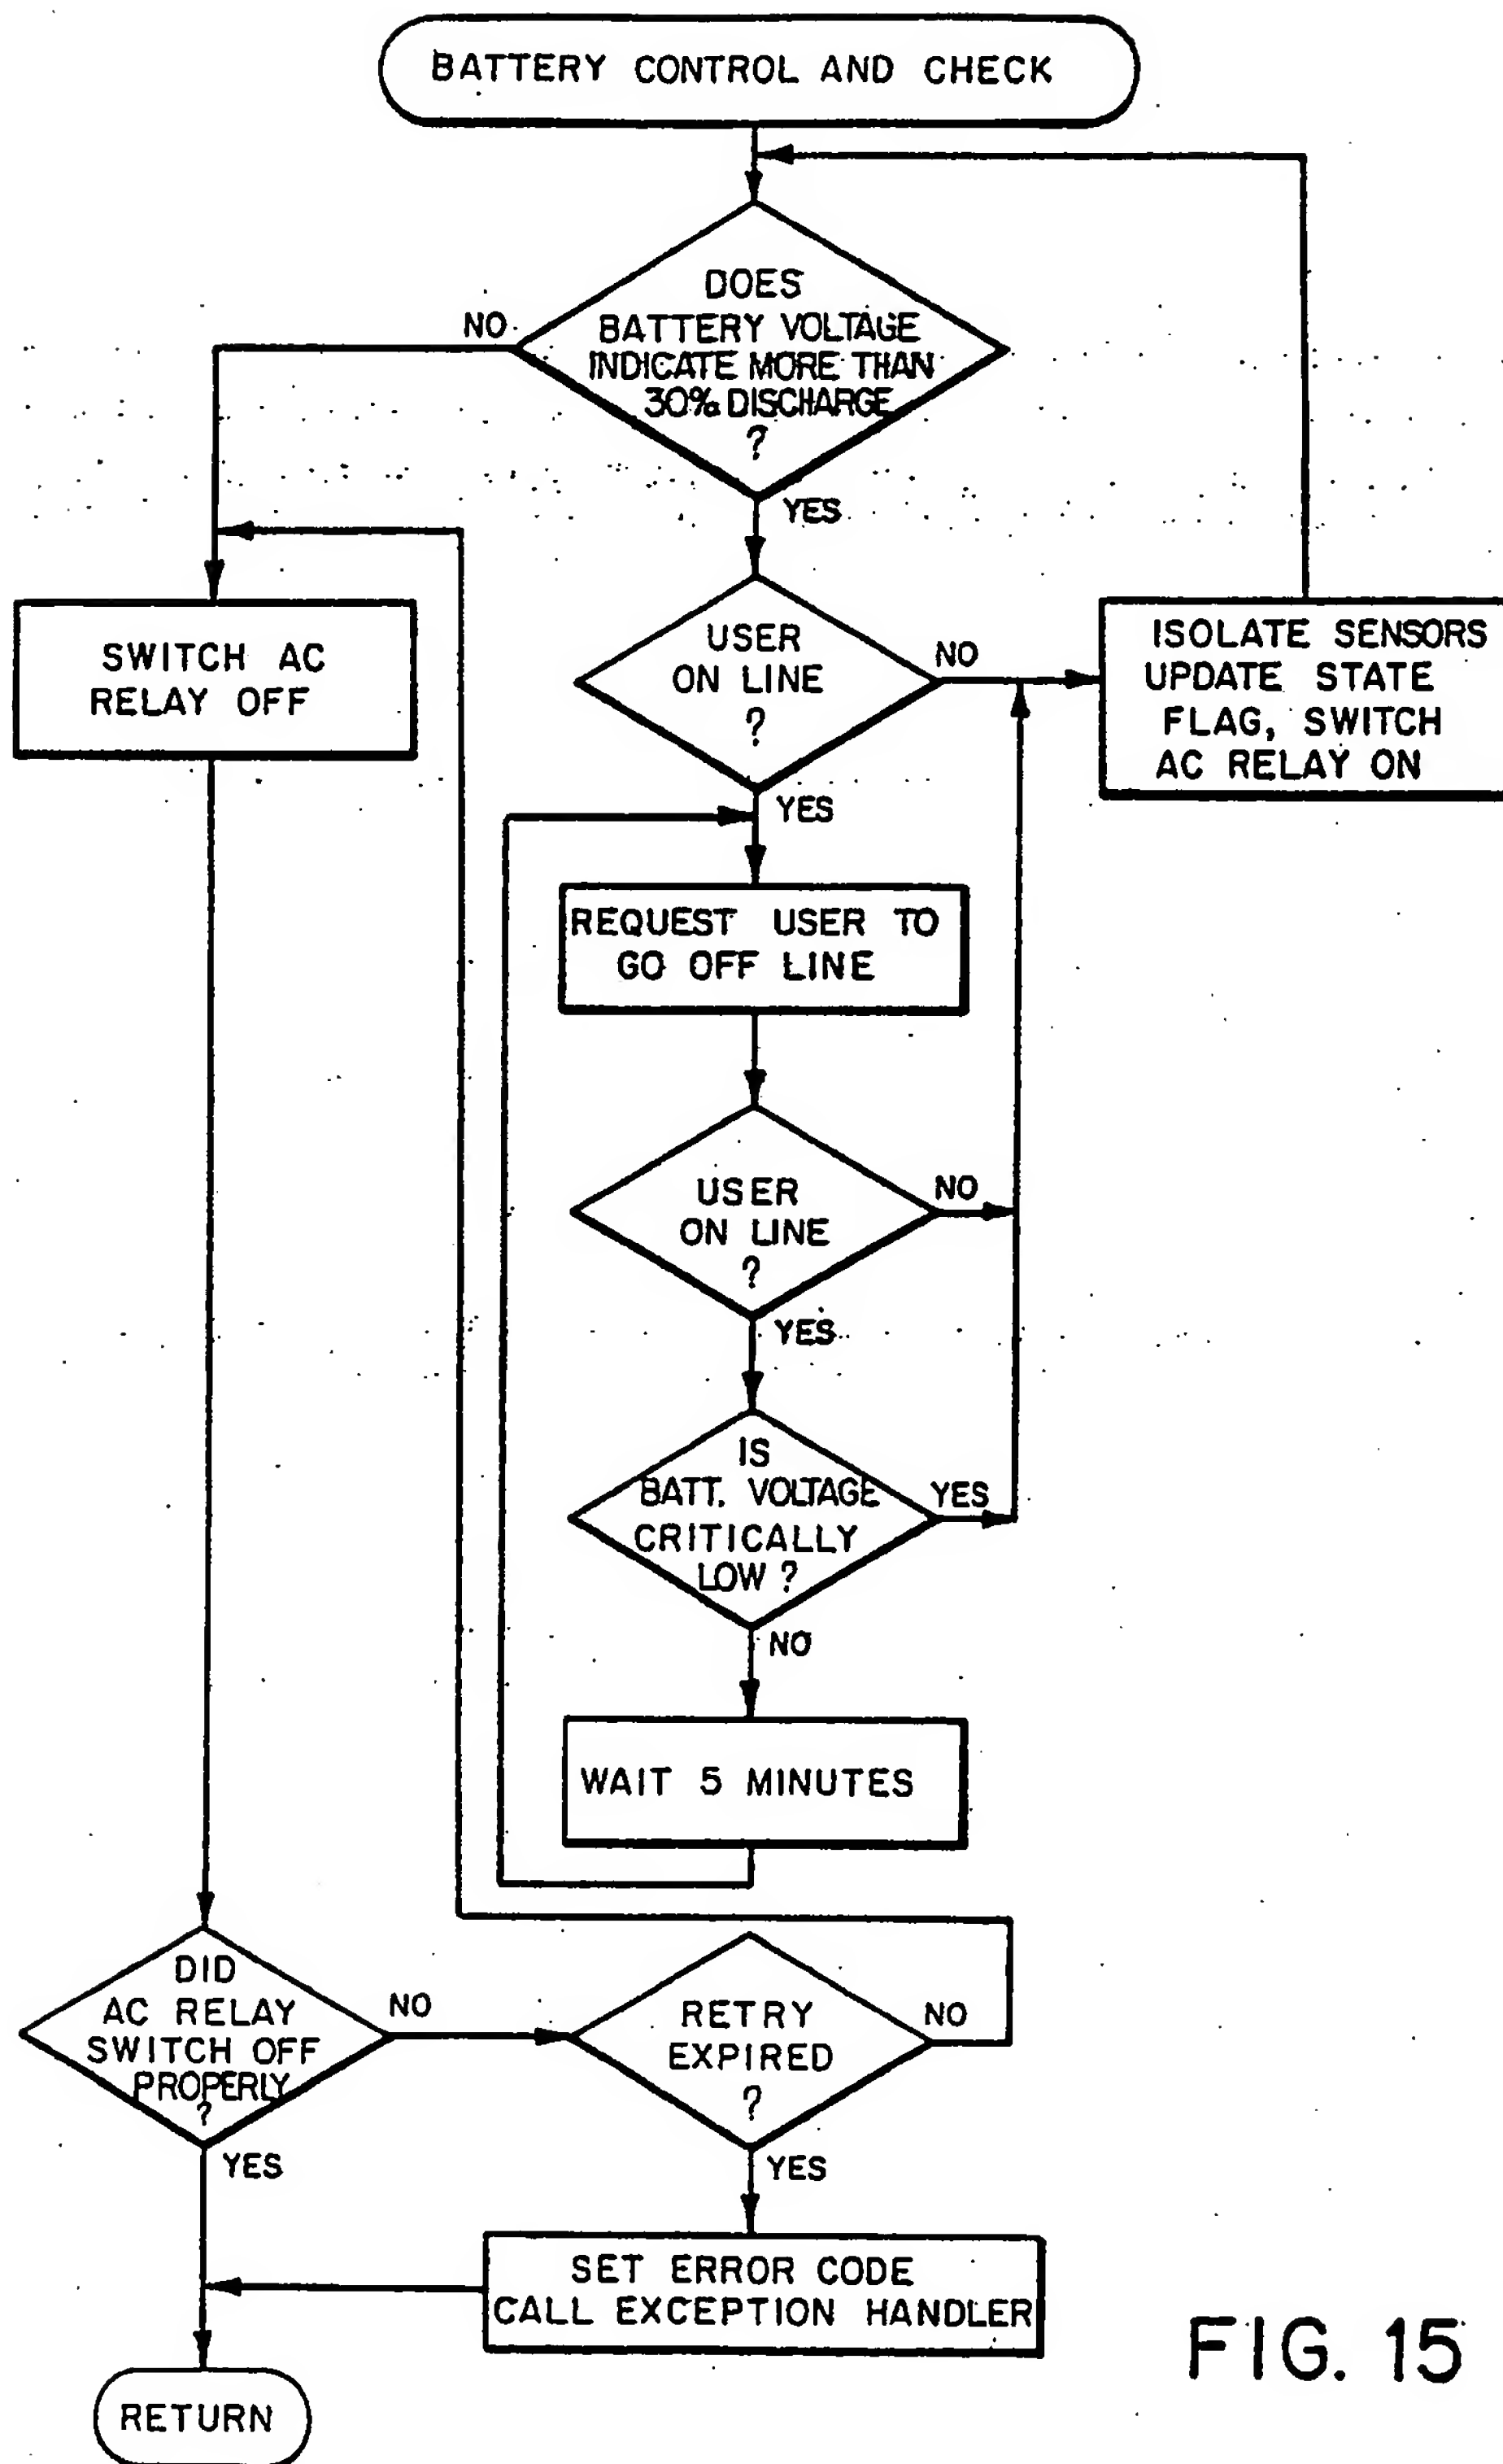 BATTERY CONTROL AND CHECK
DOES
BATTERY VOLTAGE
INDICATE MORE THAN
30% DISCHARGE
?
NO
YES
SWITCH AC
RELAY OFF
USER
ON LINE
?
NO
YES
ISOLATE SENSORS
UPDATE STATE
FLAG, SWITCH
AC RELAY ON
REQUEST USER TO
GO OFF LINE
USER
ON LINE
?
NO
YES
IS
BATT. VOLTAGE
CRITICALLY
LOW ?
YES
NO
WAIT 5 MINUTES
DID
AC RELAY
SWITCH OFF
PROPERLY
?
NO
YES
RETRY
EXPIRED
?
NO
YES
SET ERROR CODE
CALL EXCEPTION HANDLER
RETURN
FIG. 15